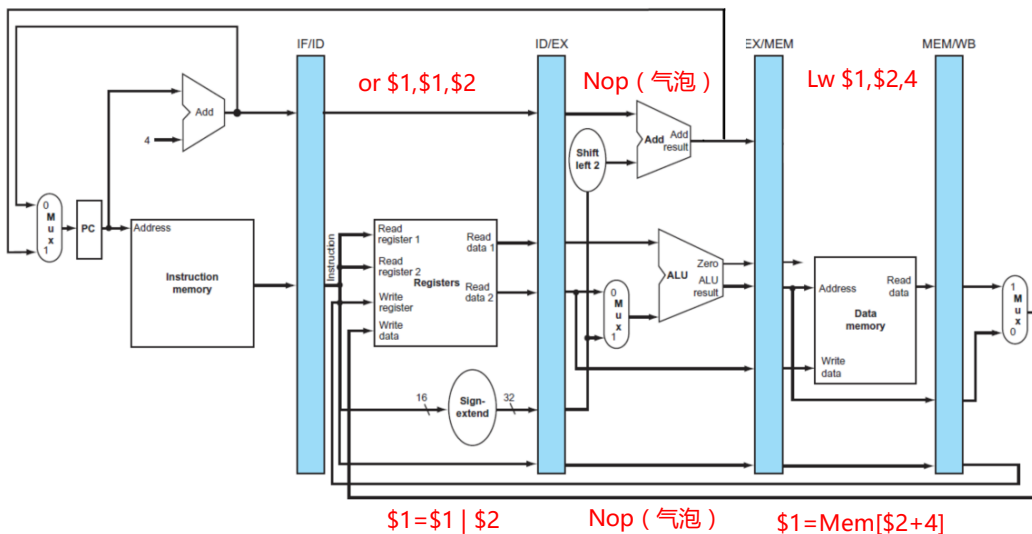 IF/ID
ID/EX
EX/MEM
MEM/WB
or $1,$1,$2
Nop（气泡）
Lw $1,$2,4
Add
4
Shift
left 2
Add
Add
result
0
M
u
x
1
PC
Address
Instruction
memory
Instruction
Read
register 1
Read
register 2
Write
register
Write
data
Registers
Read
data 1
Read
data 2
0
M
u
x
1
Zero
ALU
ALU
result
Address
Read
data
Data
memory
Write
data
1
M
u
x
0
16
Sign-
extend
32
$1=$1 | $2
Nop（气泡）
$1=Mem[$2+4]